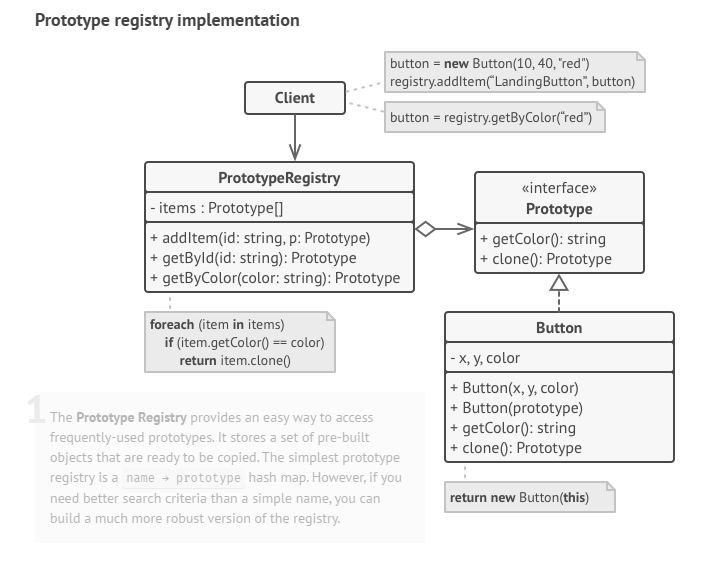 Prototype registry implementation
button = new Button(10, 40, "red")
registry.addItem(“LandingButton”, button)
Client
button = registry.getByColor(“red”)
PrototypeRegistry
- items : Prototype[]
+ addItem(id: string, p: Prototype)
+ getById(id: string): Prototype
+ getByColor(color: string): Prototype
«interface»
Prototype
+ getColor(): string
+ clone(): Prototype
foreach (item in items)
if (item.getColor() == color)
return item.clone()
Button
- x, y, color
+ Button(x, y, color)
+ Button(prototype)
+ getColor(): string
+ clone(): Prototype
return new Button(this)
1
The Prototype Registry provides an easy way to access
frequently-used prototypes. It stores a set of pre-built
objects that are ready to be copied. The simplest prototype
registry is a name → prototype hash map. However, if you
need better search criteria than a simple name, you can
build a much more robust version of the registry.